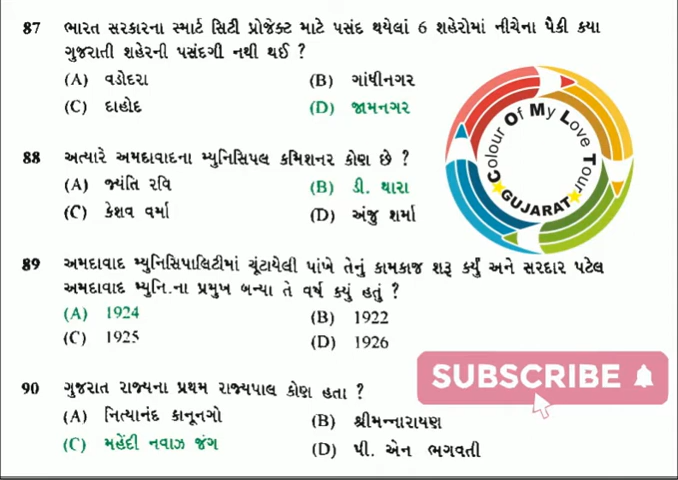 87 ભારત સરકારના સ્માર્ટ સિટી પ્રોજેક્ટ માટે પસંદ થયેલાં 6 શહેરોમાં નીચેના પૈકી કયા
ગુજરાતી શહેરની પસંદગી નથી થઈ ?
(A) વડોદરા (B) ગાંધીનગર
(C) દાહોદ (D) જામનગર
88 અત્યારે અમદાવાદના મ્યુનિસિપલ કમિશનર કોણ છે ?
(A) જ્યંતિ રવિ (B) ડી. થારા
(C) કેશવ વર્મા (D) અંજુ શર્મા
89 અમદાવાદ મ્યુનિસિપાલિટીમાં ચૂંટાયેલી પાંખે તેનું કામકાજ શરૂ કર્યું અને સરદાર પટેલ
અમદાવાદ મ્યુનિ.ના પ્રમુખ બન્યા તે વર્ષ કયું હતું ?
(A) 1924 (B) 1922
(C) 1925 (D) 1926
90 ગુજરાત રાજ્યના પ્રથમ રાજ્યપાલ કોણ હતા ?
(A) નિત્યાનંદ કાનૂનગો (B) શ્રીમન્નારાયણ
(C) મહેંદી નવાઝ જંગ (D) પી. એન ભગવતી
Colour Of My Love Tour
GUJARAT
SUBSCRIBE